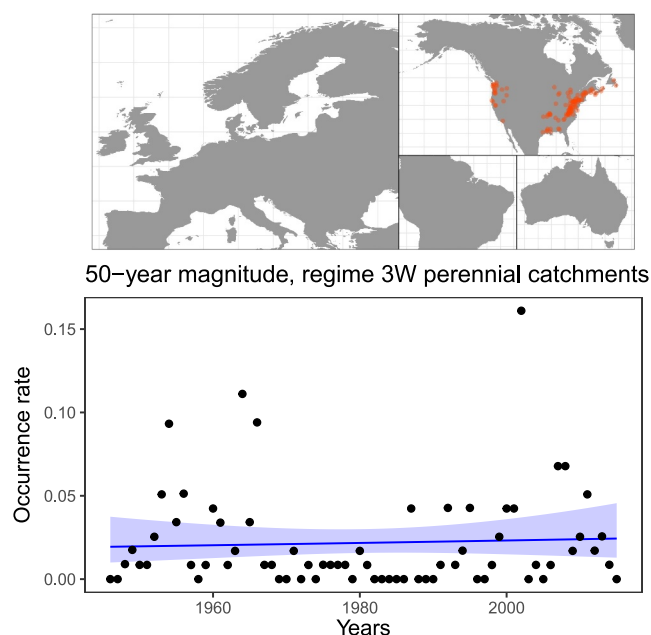 50−year magnitude, regime 3W perennial catchments
0.15
0.10
0.05
0.00
Occurrence rate
1960
1980
2000
Years